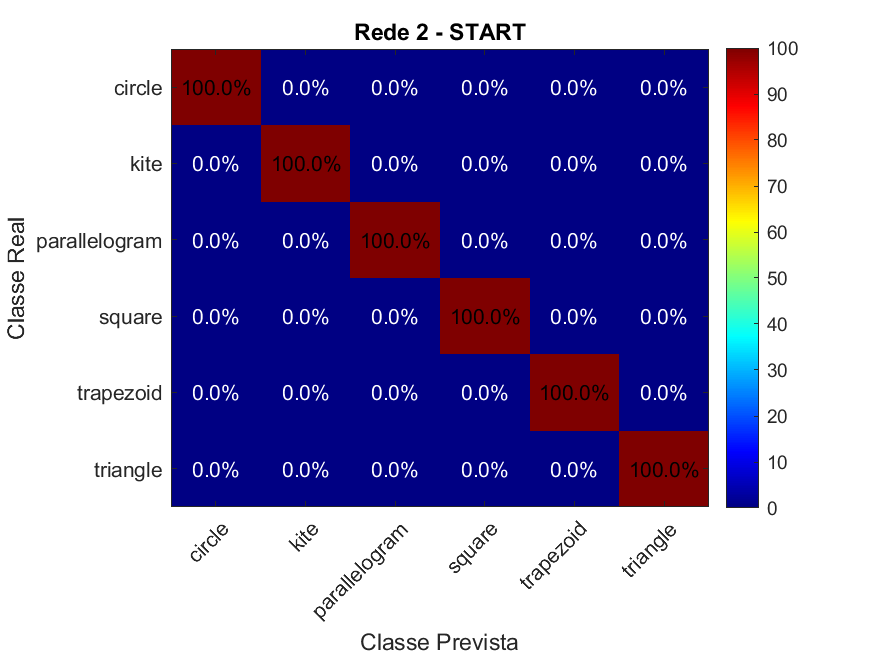 Rede 2 - START
circle 100.0% 0.0% 0.0% 0.0% 0.0% 0.0%
kite 0.0% 100.0% 0.0% 0.0% 0.0% 0.0%
parallelogram 0.0% 0.0% 100.0% 0.0% 0.0% 0.0%
square 0.0% 0.0% 0.0% 100.0% 0.0% 0.0%
trapezoid 0.0% 0.0% 0.0% 0.0% 100.0% 0.0%
triangle 0.0% 0.0% 0.0% 0.0% 0.0% 100.0%
circle kite parallelogram square trapezoid triangle
Classe Prevista
Classe Real
100
90
80
70
60
50
40
30
20
10
0